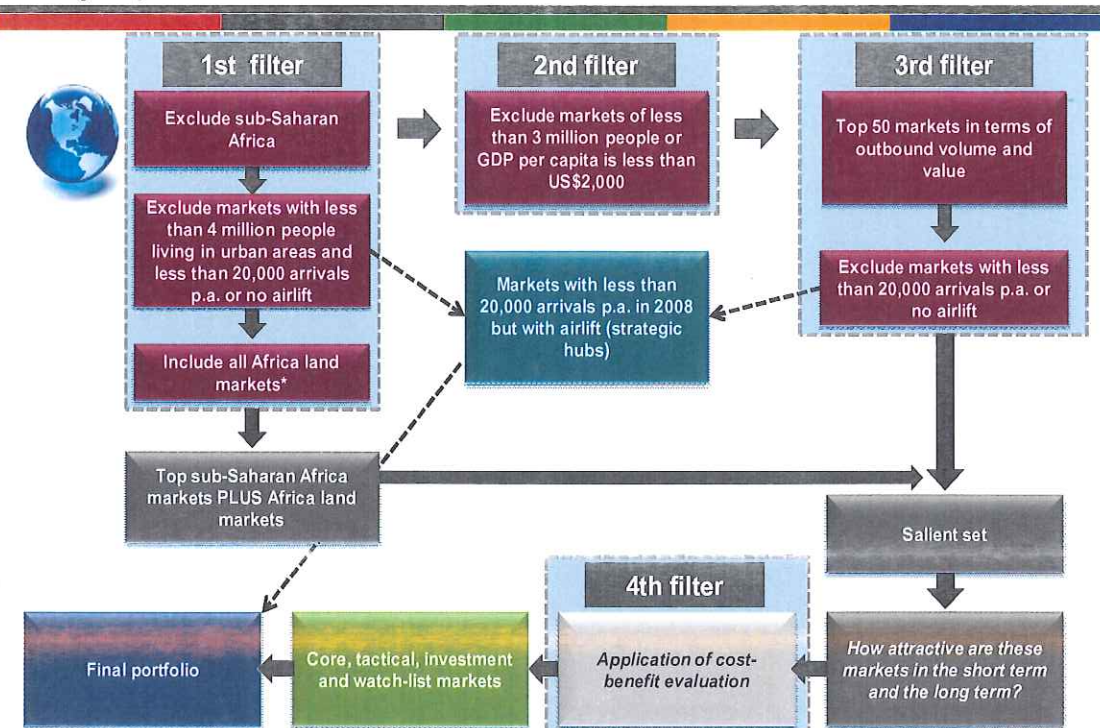 1st filter
Exclude sub-Saharan
Africa
Exclude markets with less
than 4 million people
living in urban areas and
less than 20,000 arrivals
p.a. or no airlift
Include all Africa land
markets*
Top sub-Saharan Africa
markets PLUS Africa land
markets
2nd filter
Exclude markets of less
than 3 million people or
GDP per capita is less than
US$2,000
3rd filter
Top 50 markets in terms of
outbound volume and
value
Exclude markets with less
than 20,000 arrivals p.a. or
no airlift
Markets with less than
20,000 arrivals p.a. in 2008
but with airlift (strategic
hubs)
Salient set
How attractive are these
markets in the short term
and the long term?
4th filter
Application of cost-
benefit evaluation
Core, tactical, investment
and watch-list markets
Final portfolio